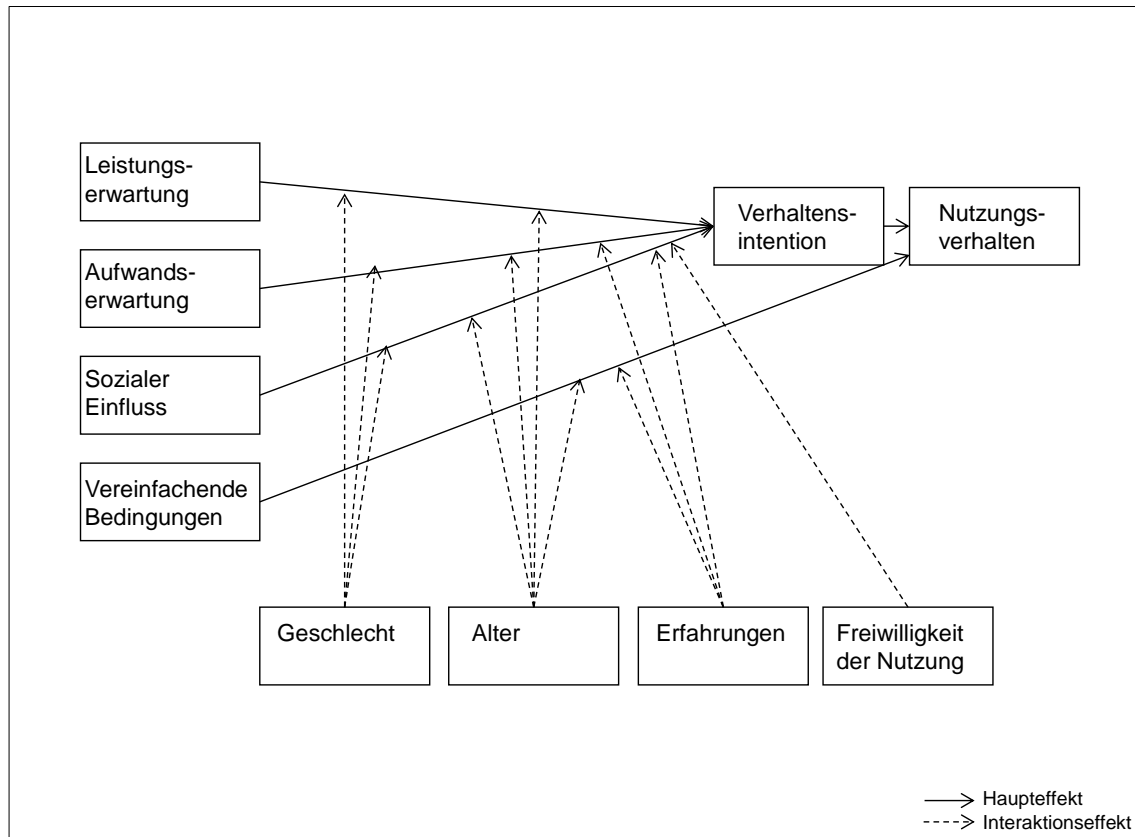 Leistungs-
erwartung
Verhaltens-
intention
Nutzungs-
verhalten
Aufwands-
erwartung
Sozialer
Einfluss
Vereinfachende
Bedingungen
Geschlecht
Alter
Erfahrungen
Freiwilligkeit
der Nutzung
Haupteffekt
Interaktionseffekt